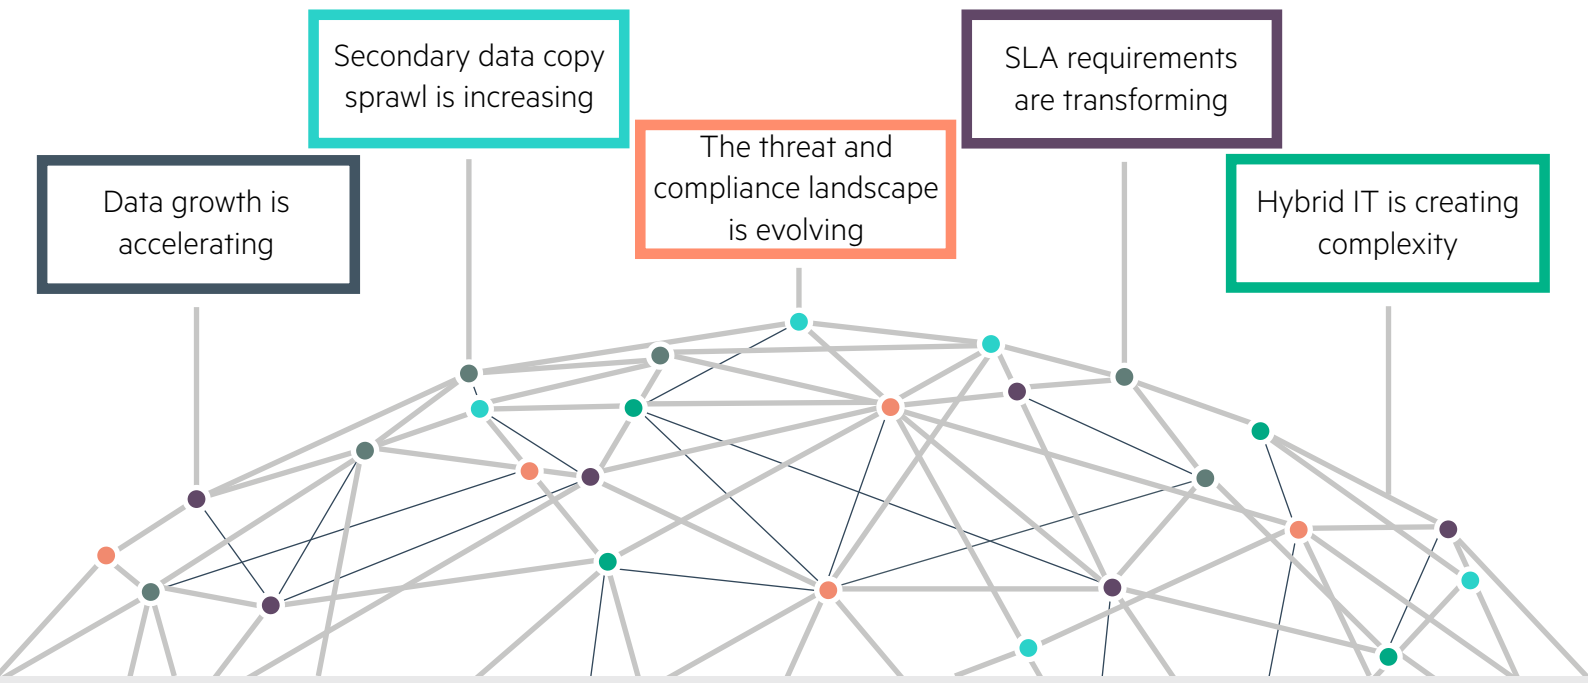 Data growth is
accelerating
Secondary data copy
sprawl is increasing
The threat and
compliance landscape
is evolving
SLA requirements
are transforming
Hybrid IT is creating
complexity